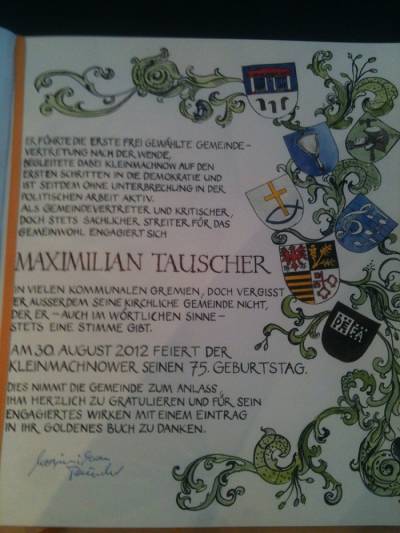 ER FÜHRTE DIE ERSTE FREI GEWÄHLTE GEMEINDE-
VERTRETUNG NACH DER WENDE,
BEGLEITETE DABEI KLEINMACHNOW AUF DEN
ERSTEN SCHRITTEN IN DIE DEMOKRATIE UND
IST SEITDEM OHNE UNTERBRECHUNG IN DER
POLITISCHEN ARBEIT AKTIV.
ALS GEMEINDEVERTRETER UND KRITISCHER,
DOCH STETS SACHLICHER STREITER FÜR DAS
GEMEINWOHL ENGAGIERT SICH
MAXIMILIAN TAUSCHER
IN VIELEN KOMMUNALEN GREMIEN, DOCH VERGISST
ER AUSSERDEM SEINE KIRCHLICHE GEMEINDE NICHT,
DER ER – AUCH IM WÖRTLICHEN SINNE –
STETS EINE STIMME GIBT.
AM 30. AUGUST 2012 FEIERT DER
KLEINMACHNOWER SEINEN 75. GEBURTSTAG.
DIES NIMMT DIE GEMEINDE ZUM ANLASS,
IHM HERZLICH ZU GRATULIEREN UND FÜR SEIN
ENGAGIERTES WIRKEN MIT EINEM EINTRAG
IN IHR GOLDENES BUCH ZU DANKEN.